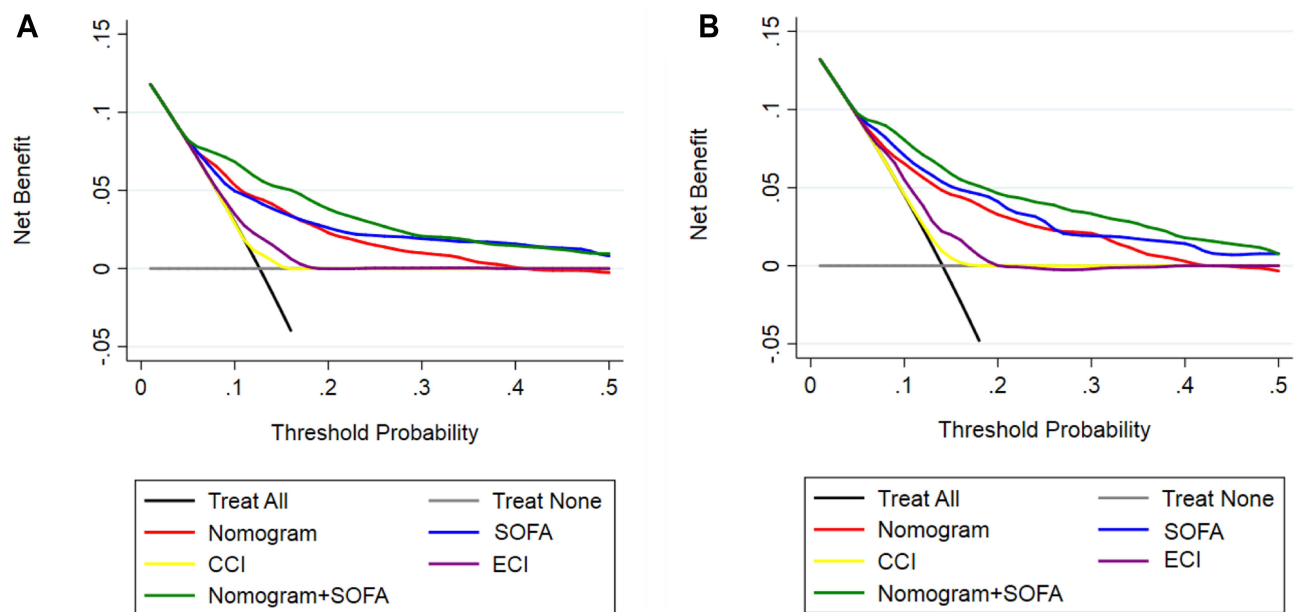 A
.15
.1
.05
0
-.05
Net Benefit
0 .1 .2 .3 .4 .5
Threshold Probability
Treat All Treat None
Nomogram SOFA
CCI ECI
Nomogram+SOFA
B
.15
.1
.05
0
-.05
Net Benefit
0 .1 .2 .3 .4 .5
Threshold Probability
Treat All Treat None
Nomogram SOFA
CCI ECI
Nomogram+SOFA